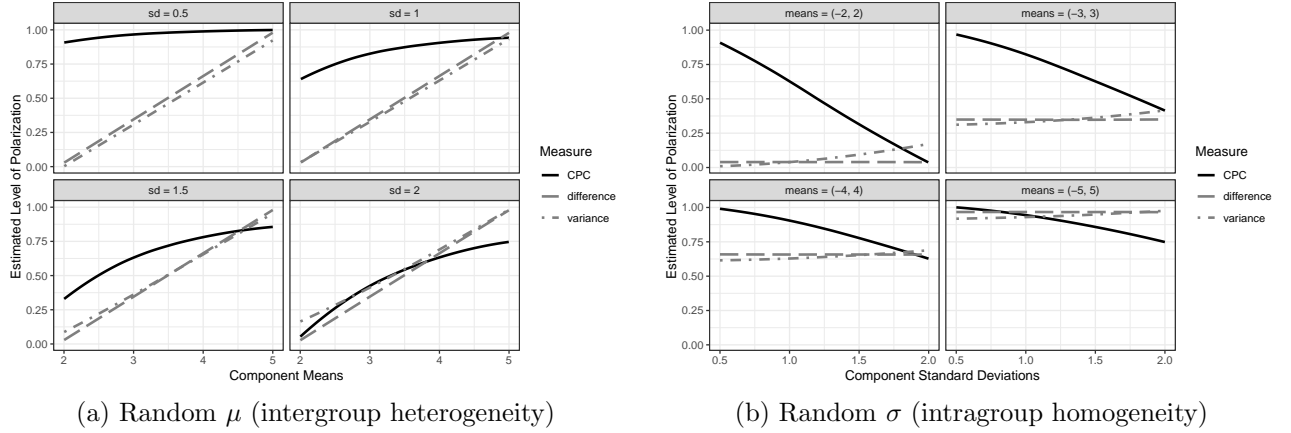 sd = 0.5
sd = 1
1.00
0.75
0.50
0.25
0.00
sd = 1.5
sd = 2
1.00
0.75
0.50
0.25
0.00
2
3
4
5
2
3
4
5
Component Means
Estimated Level of Polarization
Measure
CPC
difference
variance
(a) Random μ (intergroup heterogeneity)
means = (−2, 2)
means = (−3, 3)
1.00
0.75
0.50
0.25
0.00
means = (−4, 4)
means = (−5, 5)
1.00
0.75
0.50
0.25
0.00
0.5
1.0
1.5
2.0
0.5
1.0
1.5
2.0
Component Standard Deviations
Estimated Level of Polarization
Measure
CPC
difference
variance
(b) Random σ (intragroup homogeneity)